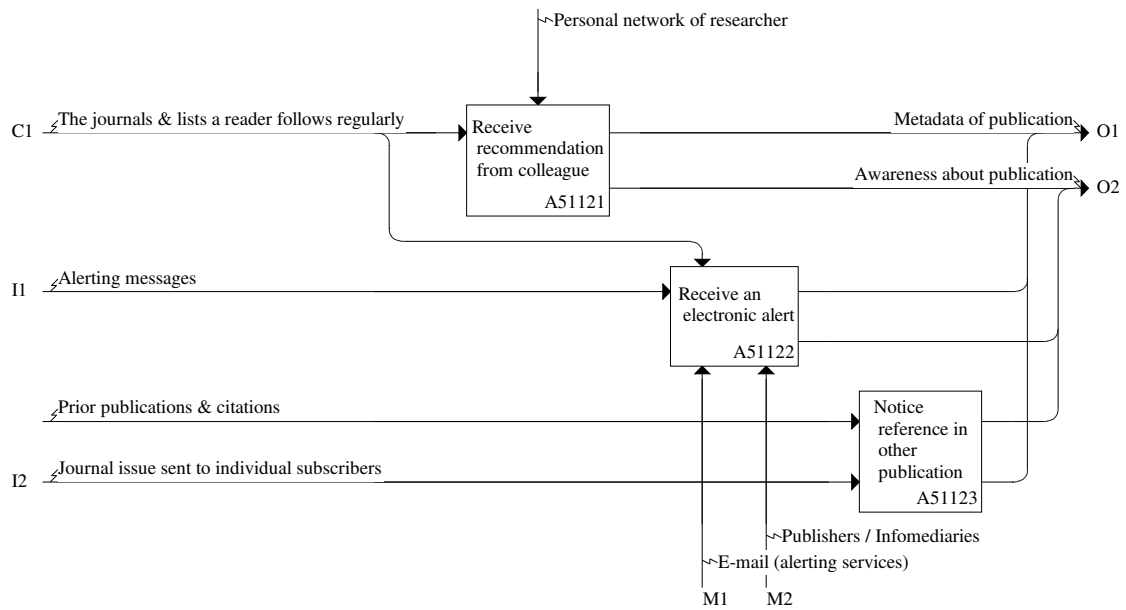 Personal network of researcher
C1
The journals & lists a reader follows regularly
Receive
recommendation
from colleague
A51121
Metadada of publication
O1
Awareness about publication
O2
I1
Alerting messages
Receive an
electronic alert
A51122
Prior publications & citations
Notice
reference in
other
publication
A51123
I2
Journal issue sent to individual subscribers
Publishers / Infomediaries
E-mail (alerting services)
M1
M2